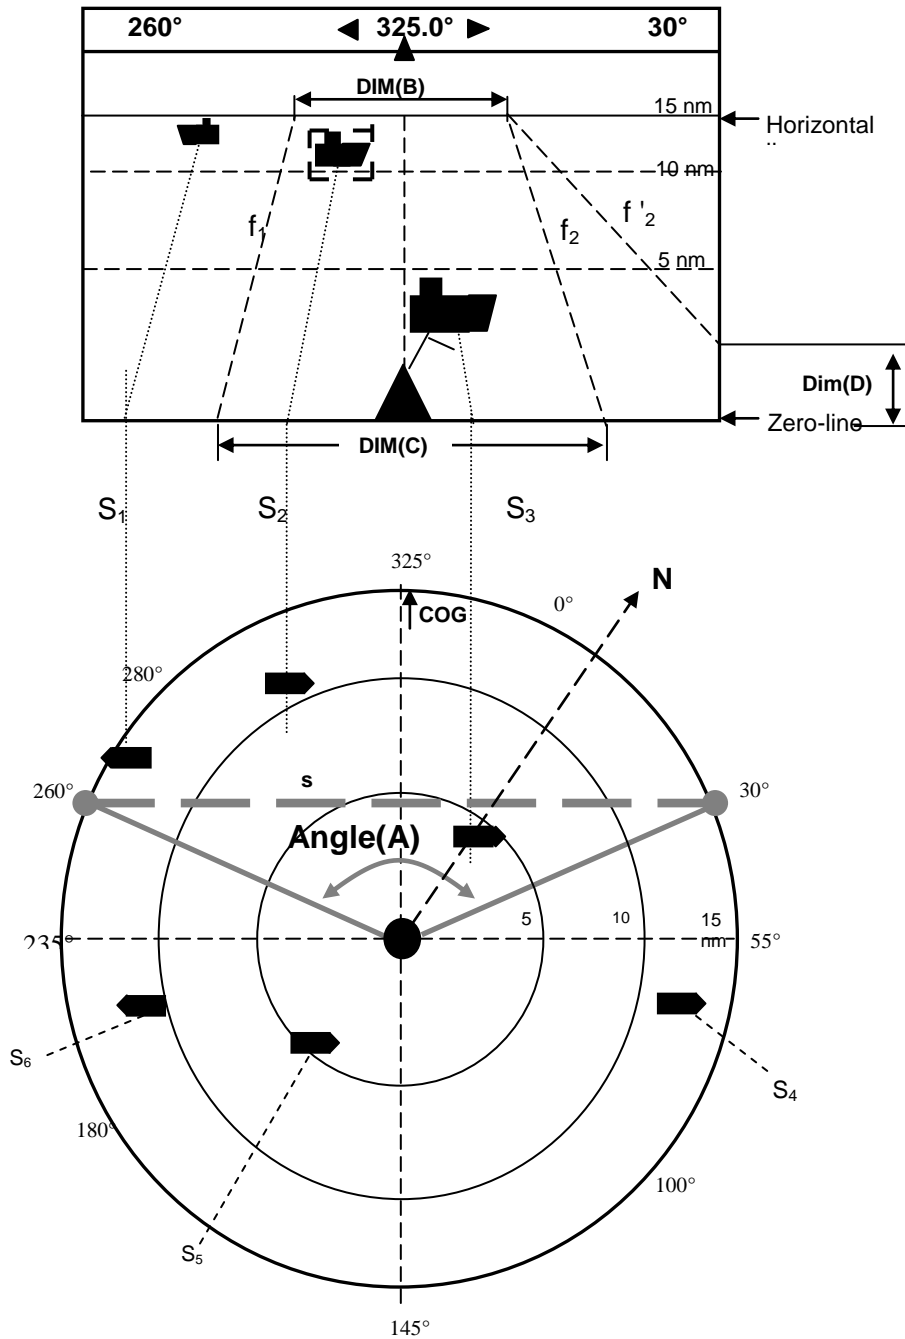 260° ◄ 325.0° ► 30°
DIM(B)
15 nm
Horizontal
10 nm
f1 f2 f '2
5 nm
Dim(D)
Zero-line
DIM(C)
S1 S2 S3
325°
N
0°
COG
280°
s
260° 30°
Angle(A)
5 10 15
nm
235° 55°
S6
S4
180°
100°
S5
145°